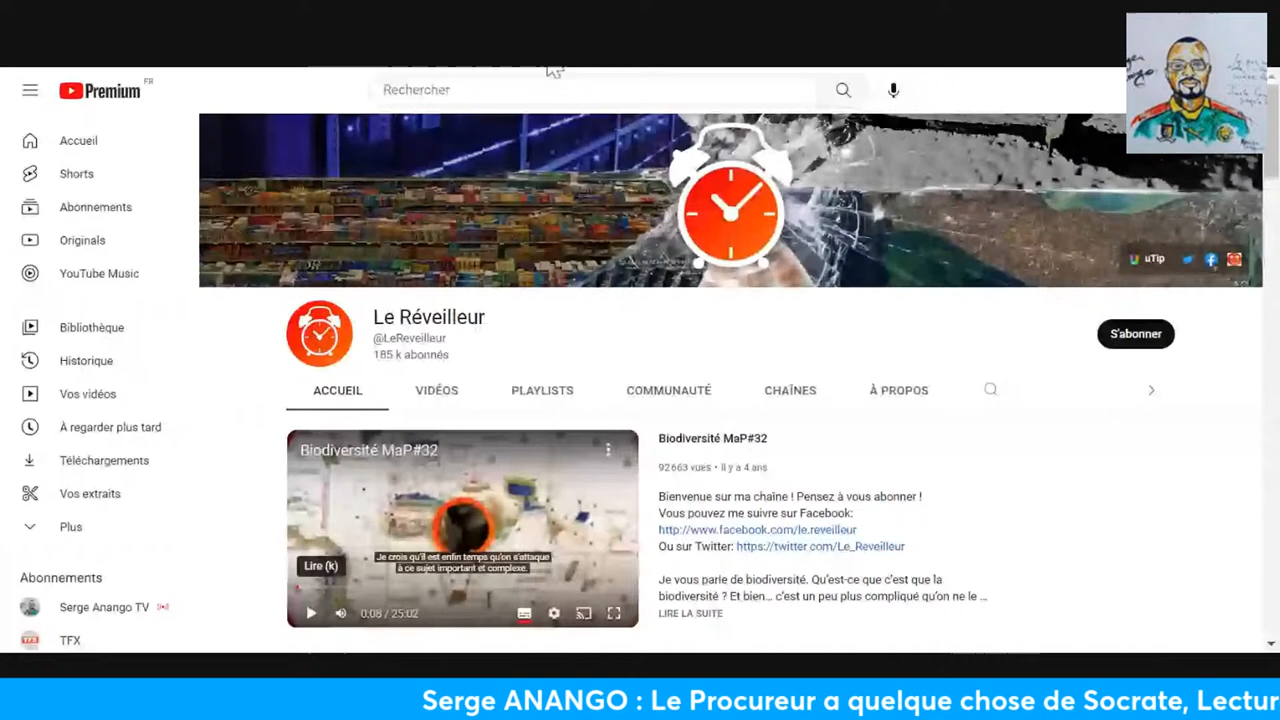 Premium FR
Rechercher
Accueil
Shorts
Abonnements
Originals
YouTube Music
Bibliothèque
Historique
Vos vidéos
À regarder plus tard
Téléchargements
Vos extraits
Plus
Abonnements
Serge Anango TV
TFX
uTip
Le Réveilleur
@LeReveilleur
185 k abonnés
S'abonner
ACCUEIL VIDÉOS PLAYLISTS COMMUNAUTÉ CHAÎNES À PROPOS
Biodiversité MaP#32
Je crois qu'il est enfin temps qu'on s'attaque
à ce sujet important et complexe.
Lire (k)
0:08 / 25:02
Biodiversité MaP#32
92 663 vues • il y a 4 ans
Bienvenue sur ma chaîne ! Pensez à vous abonner !
Vous pouvez me suivre sur Facebook:
http://www.facebook.com/le.reveilleur
Ou sur Twitter: https://twitter.com/Le_Reveilleur
Je vous parle de biodiversité. Qu'est-ce que c'est que la
biodiversité ? Et bien... c'est un peu plus compliqué qu'on ne le ...
LIRE LA SUITE
Serge ANANGO : Le Procureur a quelque chose de Socrate, Lectur